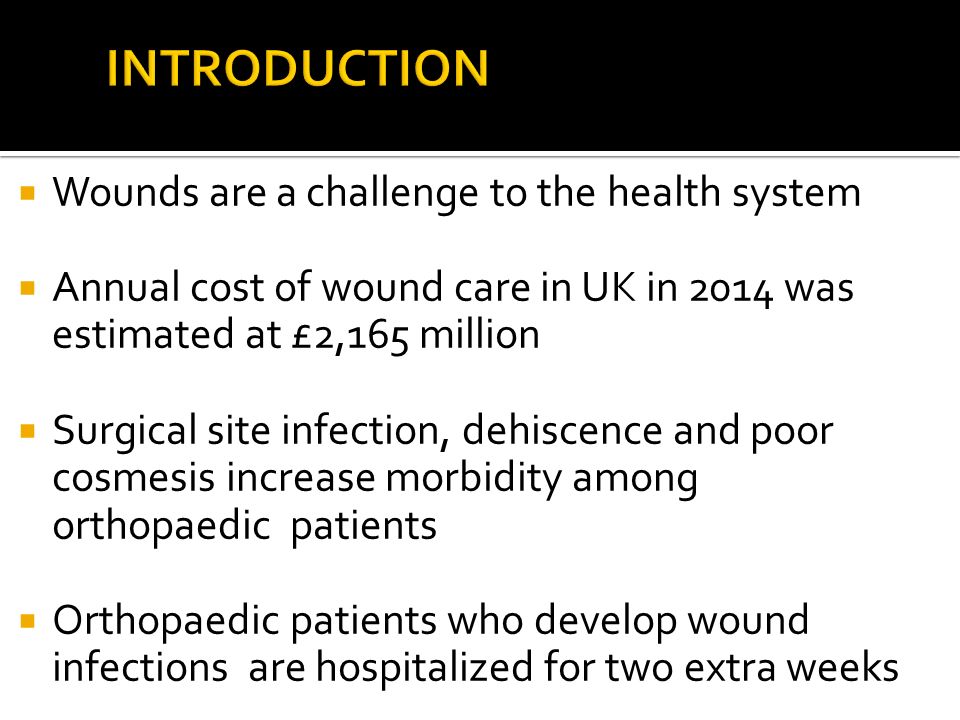 INTRODUCTION
Wounds are a challenge to the health system
Annual cost of wound care in UK in 2014 was
estimated at £2,165 million
Surgical site infection, dehiscence and poor
cosmesis increase morbidity among
orthopaedic  patients
Orthopaedic patients who develop wound
infections  are hospitalized for two extra weeks